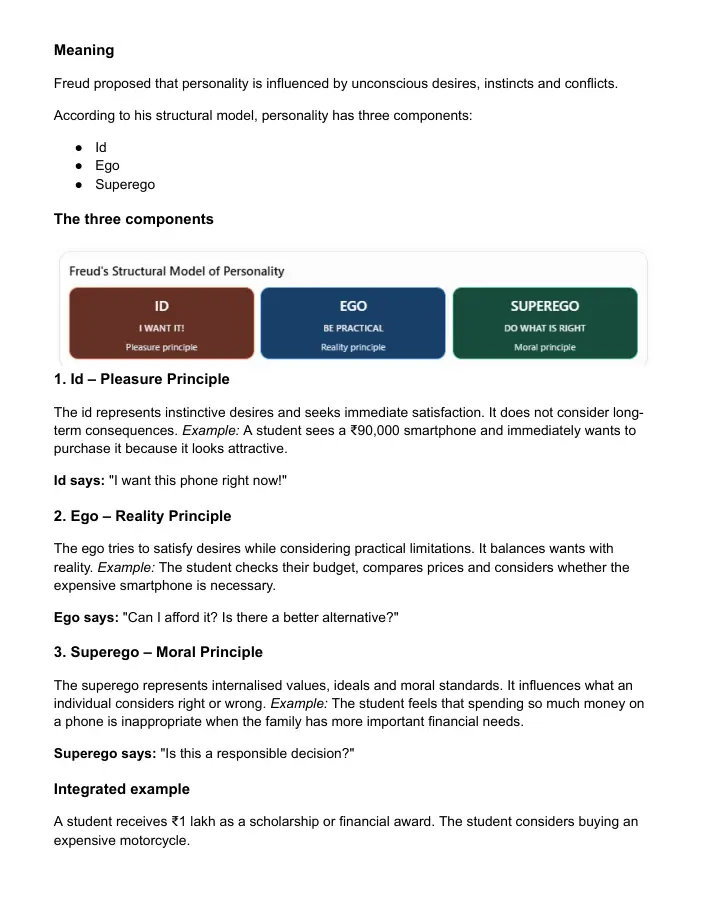 Meaning
Freud proposed that personality is influenced by unconscious desires, instincts and conflicts.
According to his structural model, personality has three components:
● Id
● Ego
● Superego
The three components
Freud's Structural Model of Personality
ID EGO SUPEREGO
I WANT IT! BE PRACTICAL DO WHAT IS RIGHT
Pleasure principle Reality principle Moral principle
1. Id – Pleasure Principle
The id represents instinctive desires and seeks immediate satisfaction. It does not consider long-
term consequences. Example: A student sees a ₹90,000 smartphone and immediately wants to
purchase it because it looks attractive.
Id says: "I want this phone right now!"
2. Ego – Reality Principle
The ego tries to satisfy desires while considering practical limitations. It balances wants with
reality. Example: The student checks their budget, compares prices and considers whether the
expensive smartphone is necessary.
Ego says: "Can I afford it? Is there a better alternative?"
3. Superego – Moral Principle
The superego represents internalised values, ideals and moral standards. It influences what an
individual considers right or wrong. Example: The student feels that spending so much money on
a phone is inappropriate when the family has more important financial needs.
Superego says: "Is this a responsible decision?"
Integrated example
A student receives ₹1 lakh as a scholarship or financial award. The student considers buying an
expensive motorcycle.